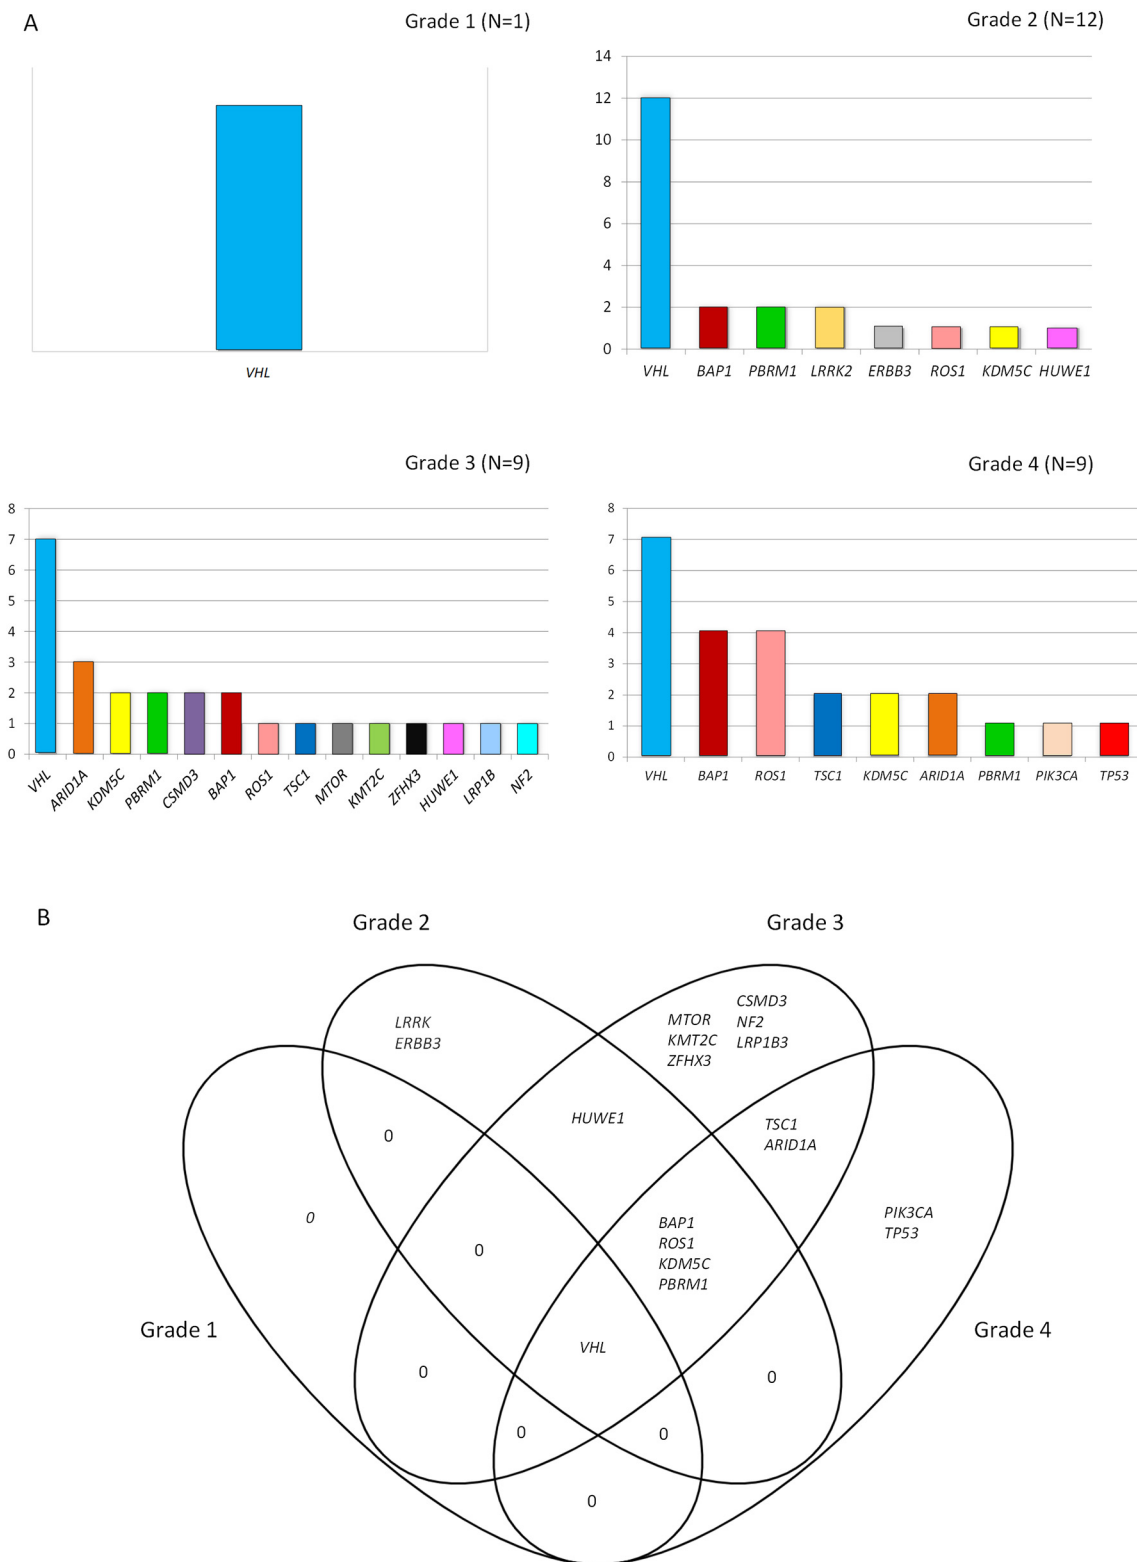 A
Grade 1 (N=1)
VHL
Grade 2 (N=12)
14
12
10
8
6
4
2
0
VHL BAP1 PBRM1 LRRK2 ERBB3 ROS1 KDM5C HUWE1
Grade 3 (N=9)
8
7
6
5
4
3
2
1
0
VHL ARID1A KDM5C PBRM1 CSMD3 BAP1 ROS1 TSC1 MTOR KMT2C ZFHX3 HUWE1 LRP1B NF2
Grade 4 (N=9)
8
7
6
5
4
3
2
1
0
VHL BAP1 ROS1 TSC1 KDM5C ARID1A PBRM1 PIK3CA TP53
B
Grade 2
Grade 3
LRRK
ERBB3
MTOR
KMT2C
ZFHX3
CSMD3
NF2
LRP1B3
HUWE1
TSC1
ARID1A
0
0
0
BAP1
ROS1
KDM5C
PBRM1
PIK3CA
TP53
Grade 1
Grade 4
VHL
0
0
0
0
0